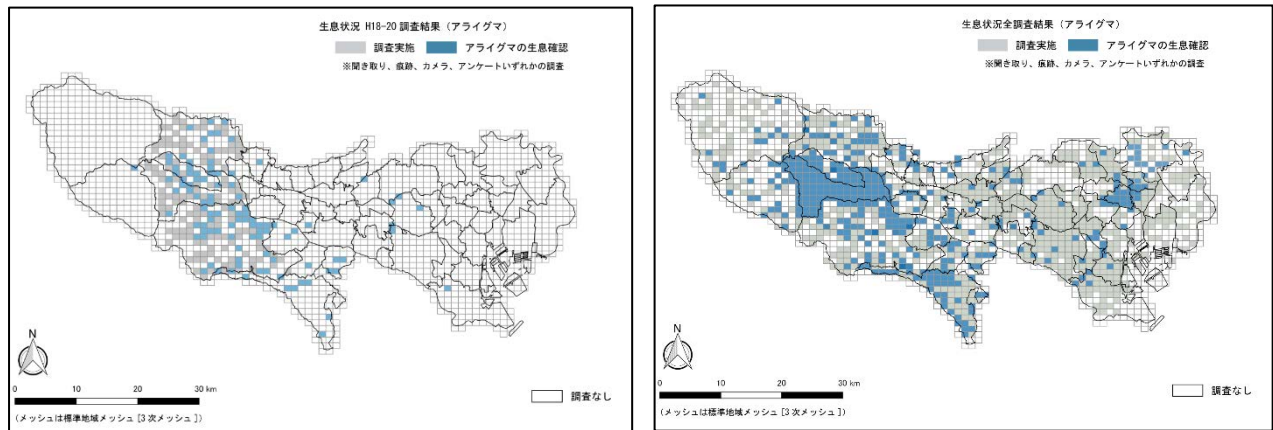 生息状況 H18-20 調査結果（アライグマ）
調査実施
アライグマの生息確認
※聞き取り、痕跡、カメラ、アンケートいずれかの調査
N
0 10 20 30 km
（メッシュは標準地域メッシュ［3 次メッシュ］）
調査なし
生息状況全調査結果（アライグマ）
調査実施
アライグマの生息確認
※聞き取り、痕跡、カメラ、アンケートいずれかの調査
N
0 10 20 30 km
（メッシュは標準地域メッシュ［3 次メッシュ］）
調査なし